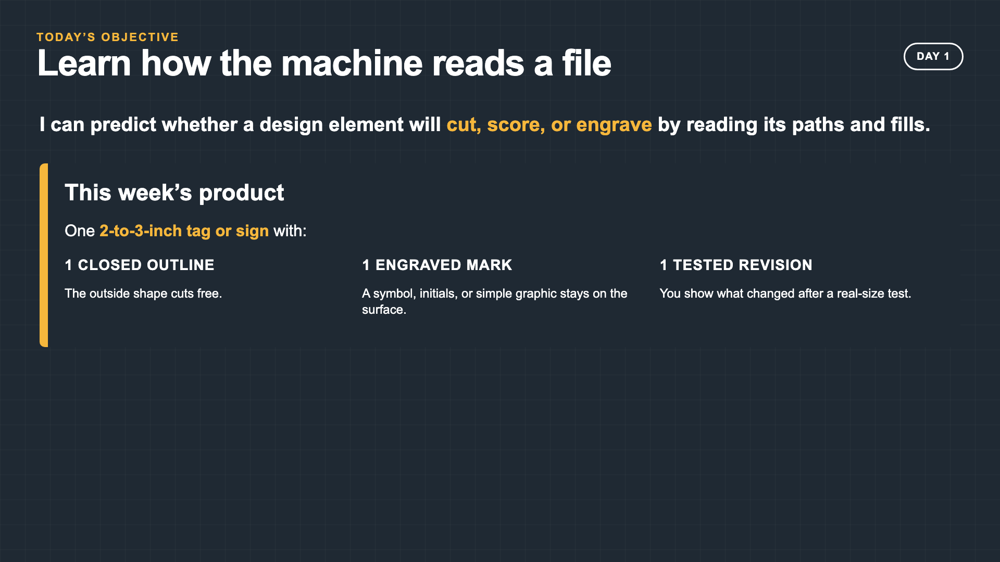 TODAY’S OBJECTIVE
Learn how the machine reads a file
DAY 1
I can predict whether a design element will cut, score, or engrave by reading its paths and fills.
This week’s product
One 2-to-3-inch tag or sign with:
1 CLOSED OUTLINE
The outside shape cuts free.
1 ENGRAVED MARK
A symbol, initials, or simple graphic stays on the
surface.
1 TESTED REVISION
You show what changed after a real-size test.